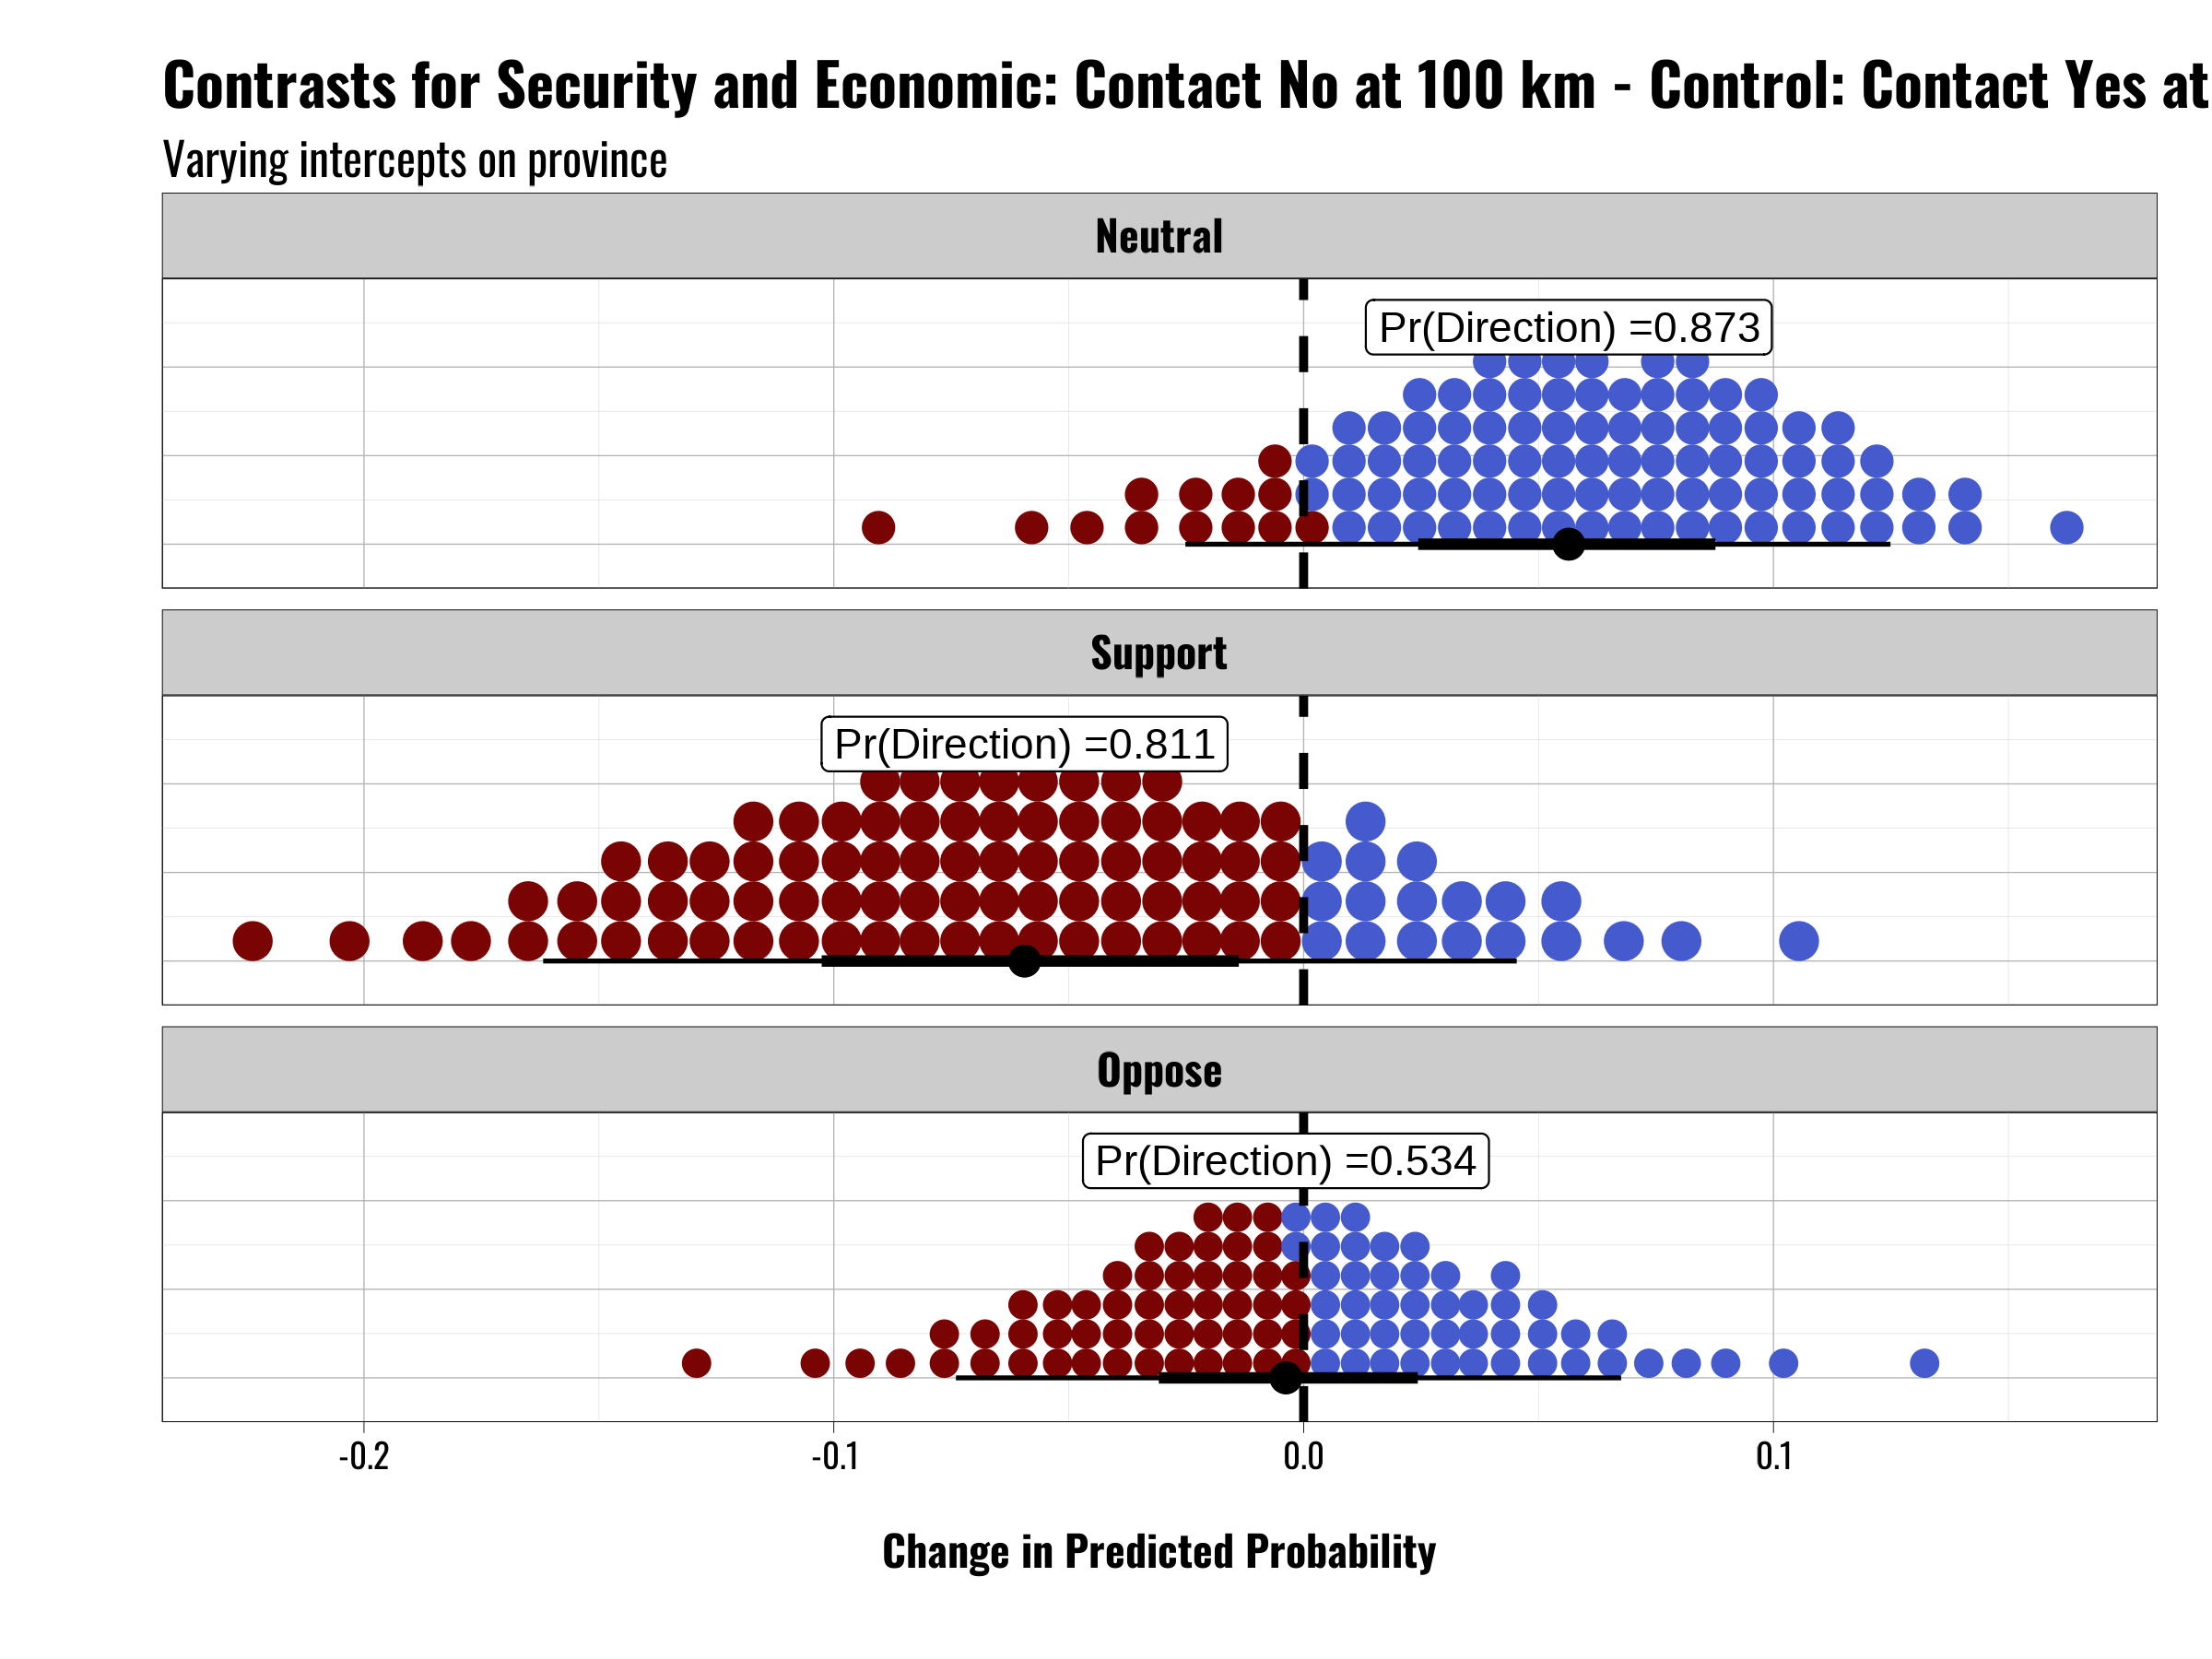 Contrasts for Security and Economic: Contact No at 100 km - Control: Contact Yes at
Varying intercepts on province
Neutral
Pr(Direction) =0.873
Support
Pr(Direction) =0.811
Oppose
Pr(Direction) =0.534
-0.2 -0.1 0.0 0.1
Change in Predicted Probability